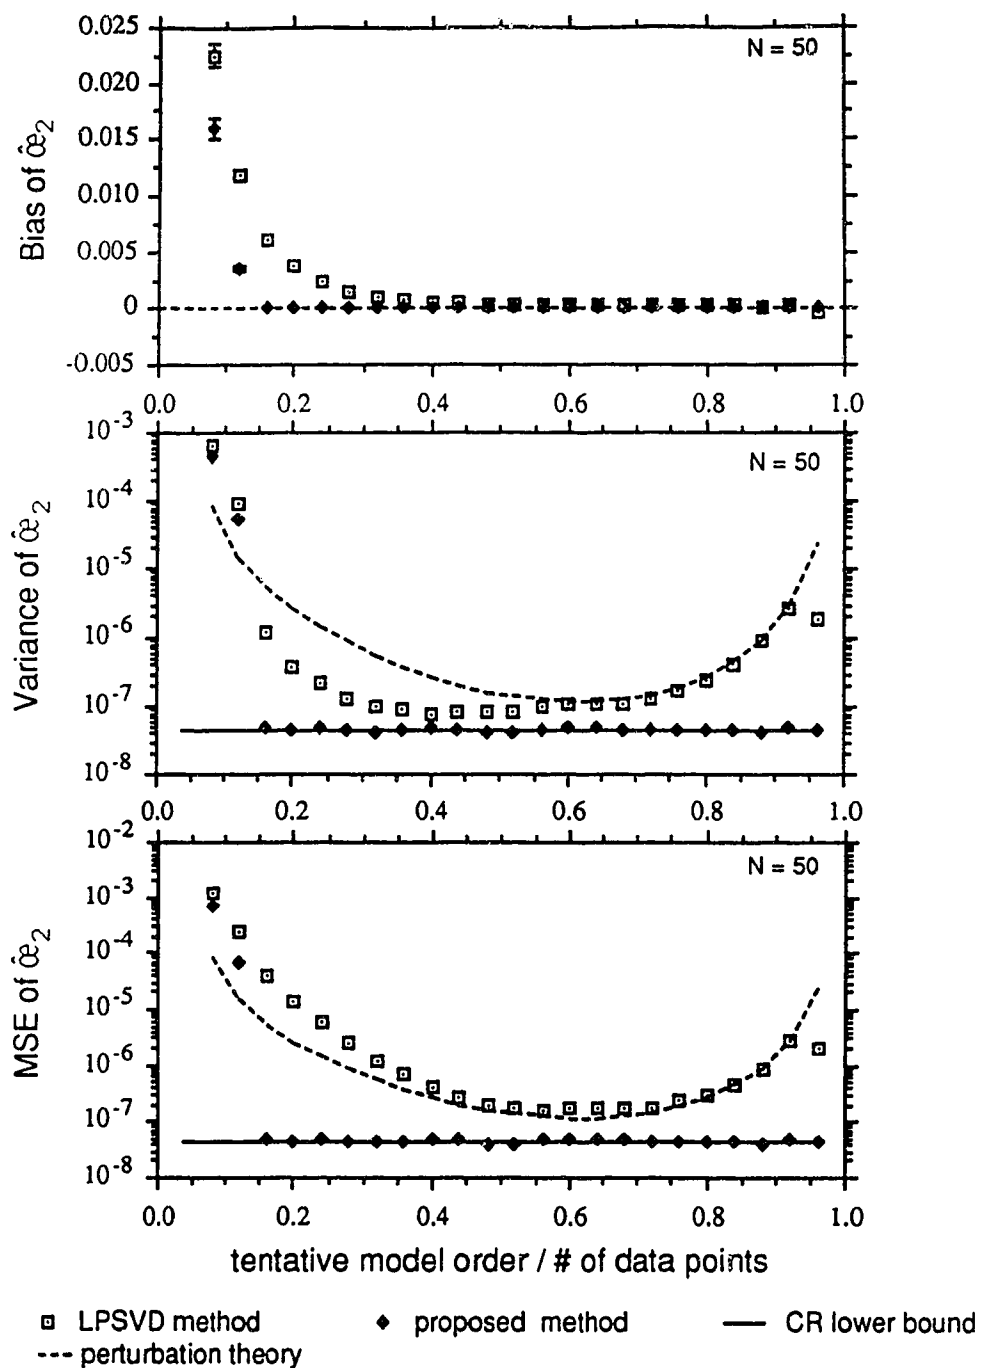 0.025
0.020
0.015
0.010
0.005
0
-0.005
Bias of œ̂₂
N = 50
0.0 0.2 0.4 0.6 0.8 1.0
10⁻³
10⁻⁴
10⁻⁵
10⁻⁶
10⁻⁷
10⁻⁸
Variance of œ̂₂
N = 50
0.0 0.2 0.4 0.6 0.8 1.0
10⁻²
10⁻³
10⁻⁴
10⁻⁵
10⁻⁶
10⁻⁷
10⁻⁸
MSE of œ̂₂
N = 50
0.0 0.2 0.4 0.6 0.8 1.0
tentative model order / # of data points
LPSVD method proposed method CR lower bound
perturbation theory